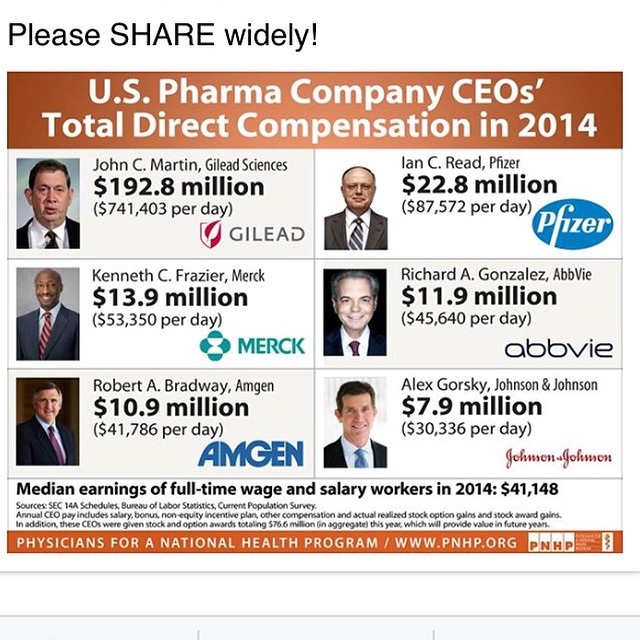 Please SHARE widely!
U.S. Pharma Company CEOs'
Total Direct Compensation in 2014
John C. Martin, Gilead Sciences
$192.8 million
($741,403 per day)
GILEAD
Ian C. Read, Pfizer
$22.8 million
($87,572 per day)
Pfizer
Kenneth C. Frazier, Merck
$13.9 million
($53,350 per day)
MERCK
Richard A. Gonzalez, AbbVie
$11.9 million
($45,640 per day)
abbvie
Robert A. Bradway, Amgen
$10.9 million
($41,786 per day)
AMGEN
Alex Gorsky, Johnson & Johnson
$7.9 million
($30,336 per day)
Johnson & Johnson
Median earnings of full-time wage and salary workers in 2014: $41,148
Sources: SEC 14A Schedules, Bureau of Labor Statistics, Current Population Survey.
Annual CEO pay includes salary, bonus, non-equity incentive plan, other compensation and actual realized stock option gains and stock award gains.
In addition, these CEOs were given stock and option awards totaling $76.6 million (in aggregate) this year, which will provide value in future years.
PHYSICIANS FOR A NATIONAL HEALTH PROGRAM / WWW.PNHP.ORG
PNHP